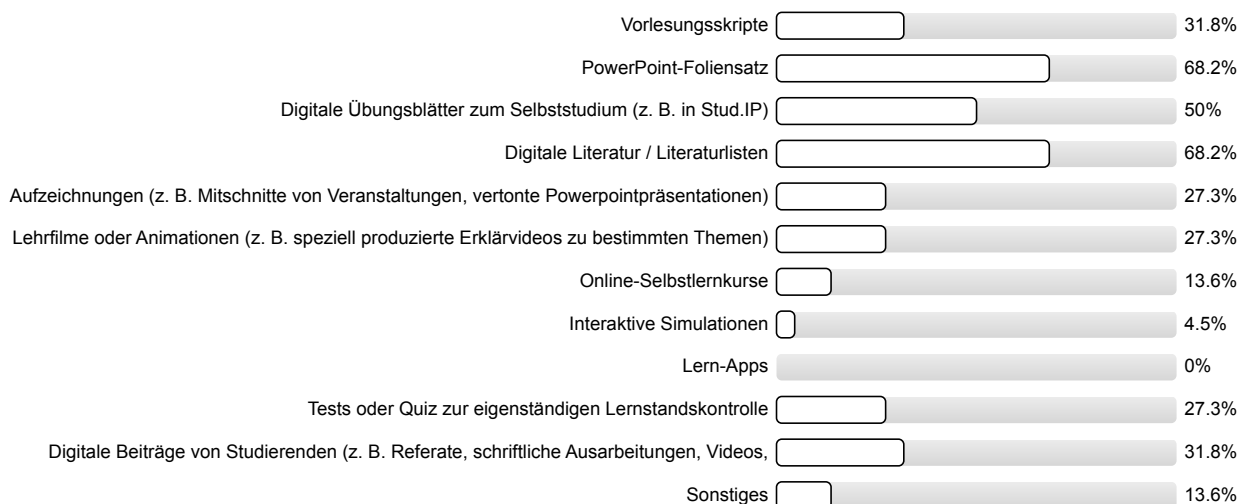 Vorlesungsskripte 31.8%
PowerPoint-Foliensatz 68.2%
Digitale Übungsblätter zum Selbststudium (z. B. in Stud.IP) 50%
Digitale Literatur / Literaturlisten 68.2%
Aufzeichnungen (z. B. Mitschnitte von Veranstaltungen, vertonte Powerpointpräsentationen) 27.3%
Lehrfilme oder Animationen (z. B. speziell produzierte Erklärvideos zu bestimmten Themen) 27.3%
Online-Selbstlernkurse 13.6%
Interaktive Simulationen 4.5%
Lern-Apps 0%
Tests oder Quiz zur eigenständigen Lernstandskontrolle 27.3%
Digitale Beiträge von Studierenden (z. B. Referate, schriftliche Ausarbeitungen, Videos, 31.8%
Sonstiges 13.6%